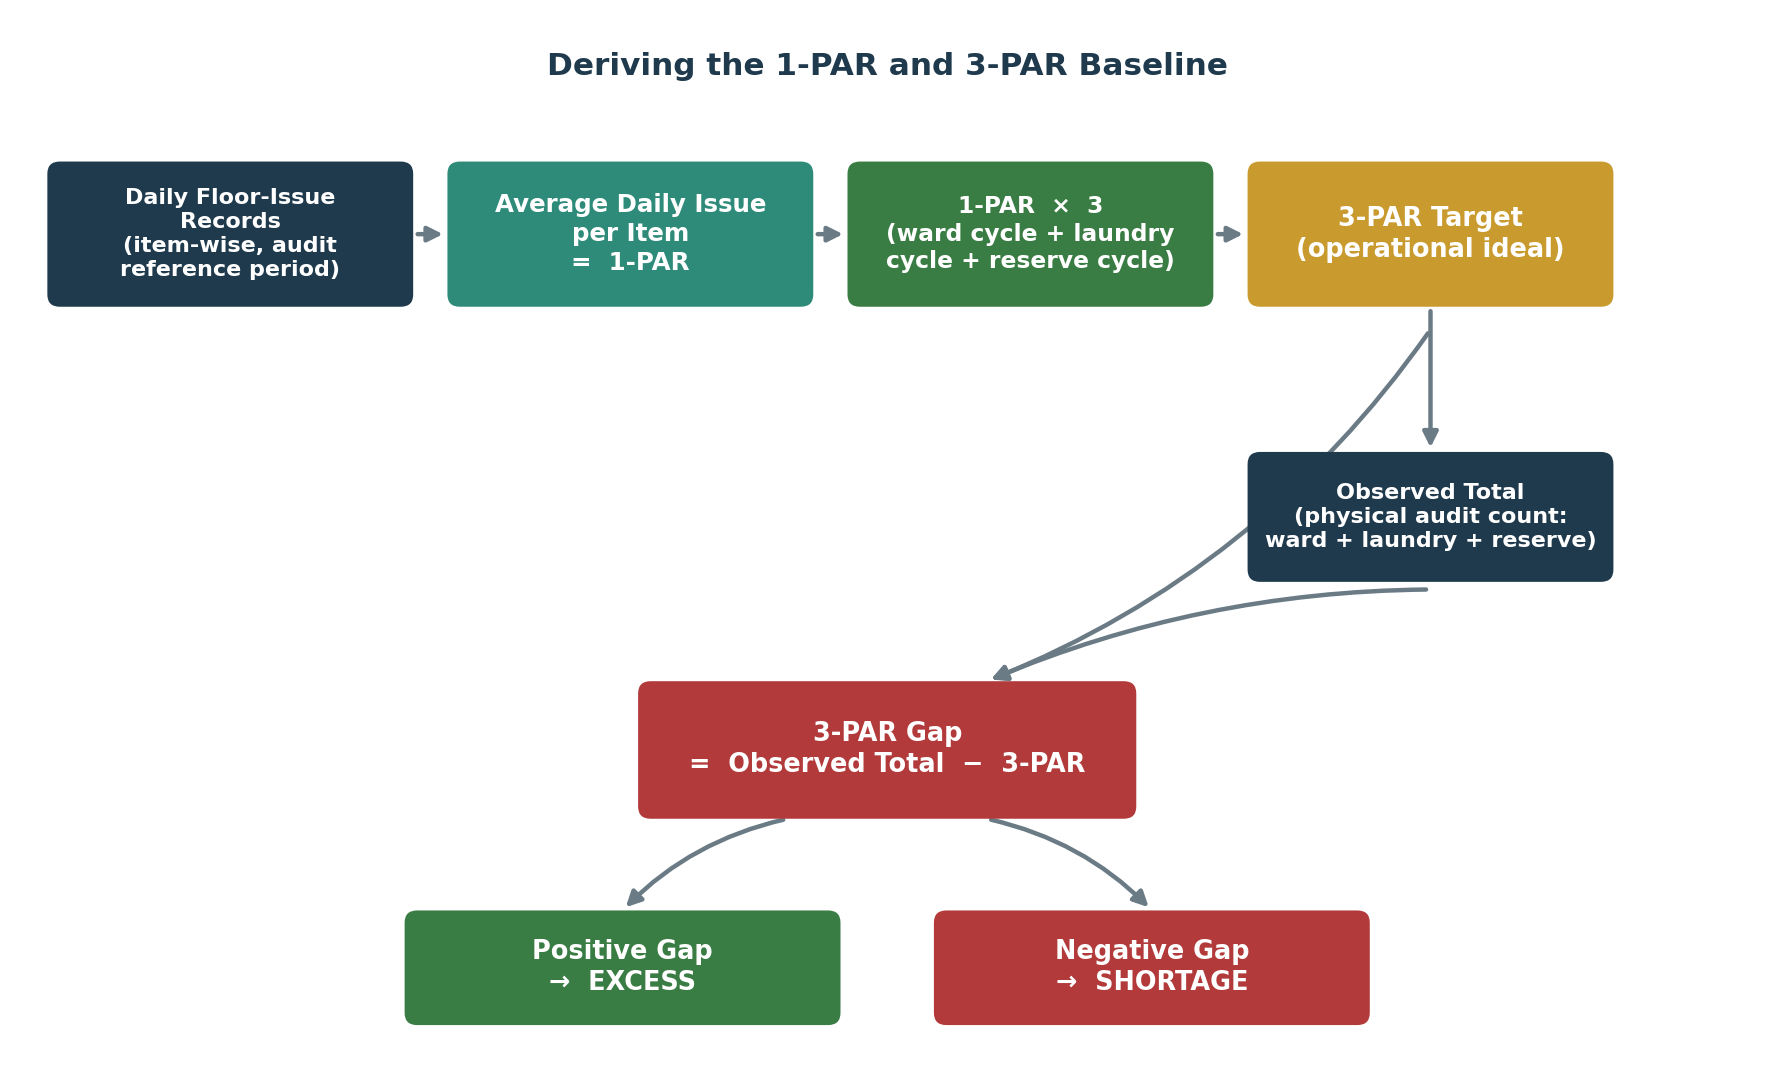 Deriving the 1-PAR and 3-PAR Baseline
Daily Floor-Issue
Records
(item-wise, audit
reference period)
Average Daily Issue
per Item
= 1-PAR
1-PAR × 3
(ward cycle + laundry
cycle + reserve cycle)
3-PAR Target
(operational ideal)
Observed Total
(physical audit count:
ward + laundry + reserve)
3-PAR Gap
= Observed Total − 3-PAR
Positive Gap
→ EXCESS
Negative Gap
→ SHORTAGE